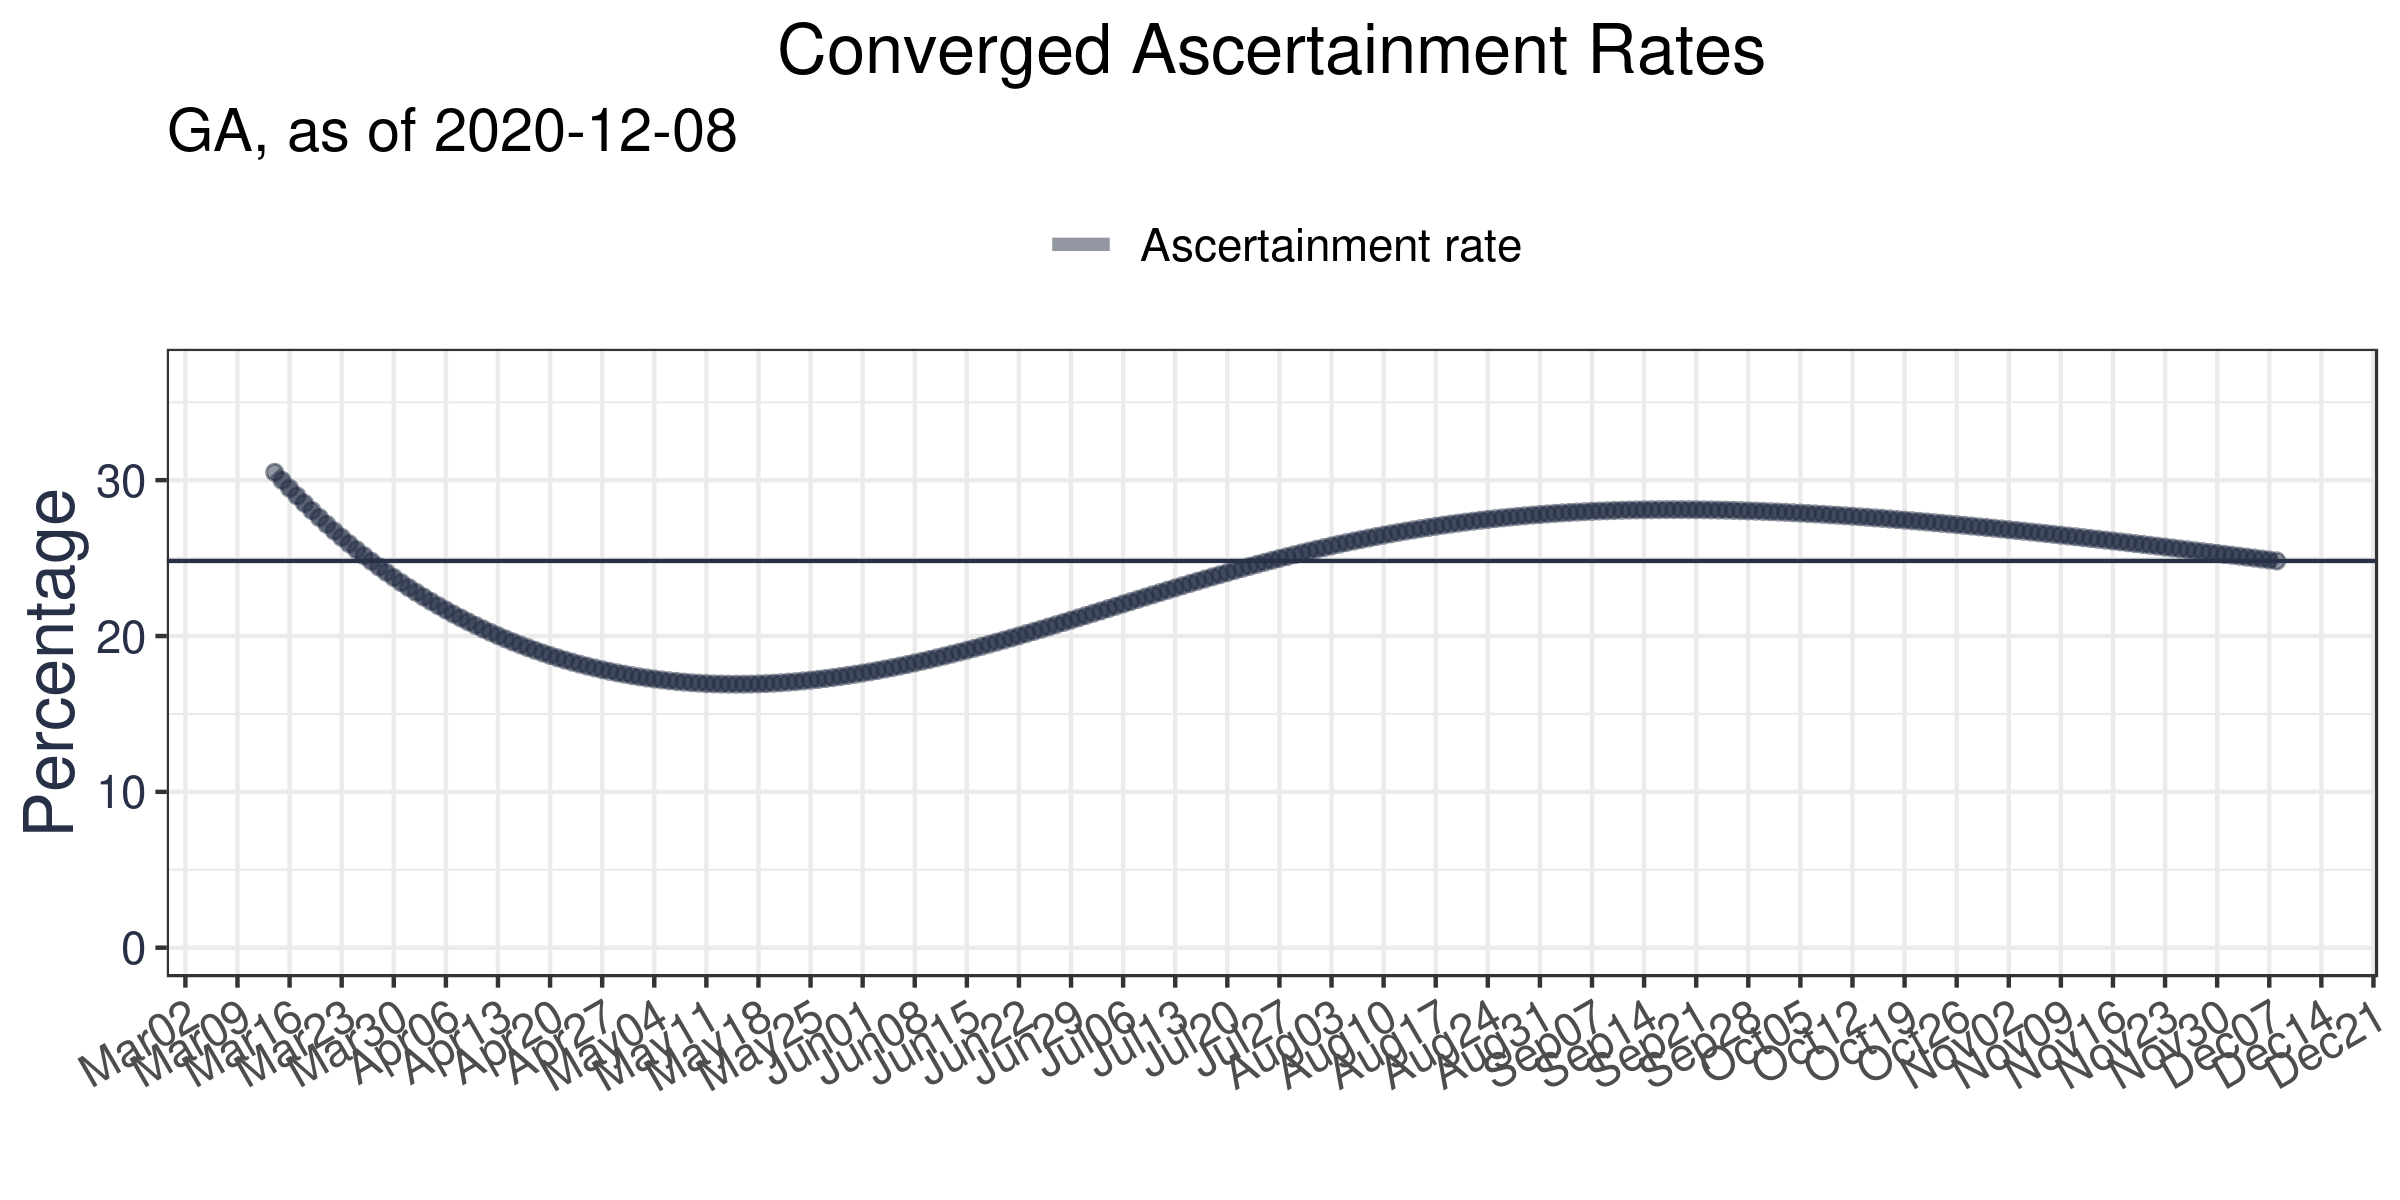 Converged Ascertainment Rates
GA, as of 2020-12-08
Ascertainment rate
Percentage
30
20
10
0
Mar02
Mar09
Mar16
Mar23
Mar30
Apr06
Apr13
Apr20
Apr27
May04
May11
May18
May25
Jun01
Jun08
Jun15
Jun22
Jun29
Jul06
Jul13
Jul20
Jul27
Aug03
Aug10
Aug17
Aug24
Aug31
Sep07
Sep14
Sep21
Sep28
Oct05
Oct12
Oct19
Oct26
Nov02
Nov09
Nov16
Nov23
Nov30
Dec07
Dec14
Dec21